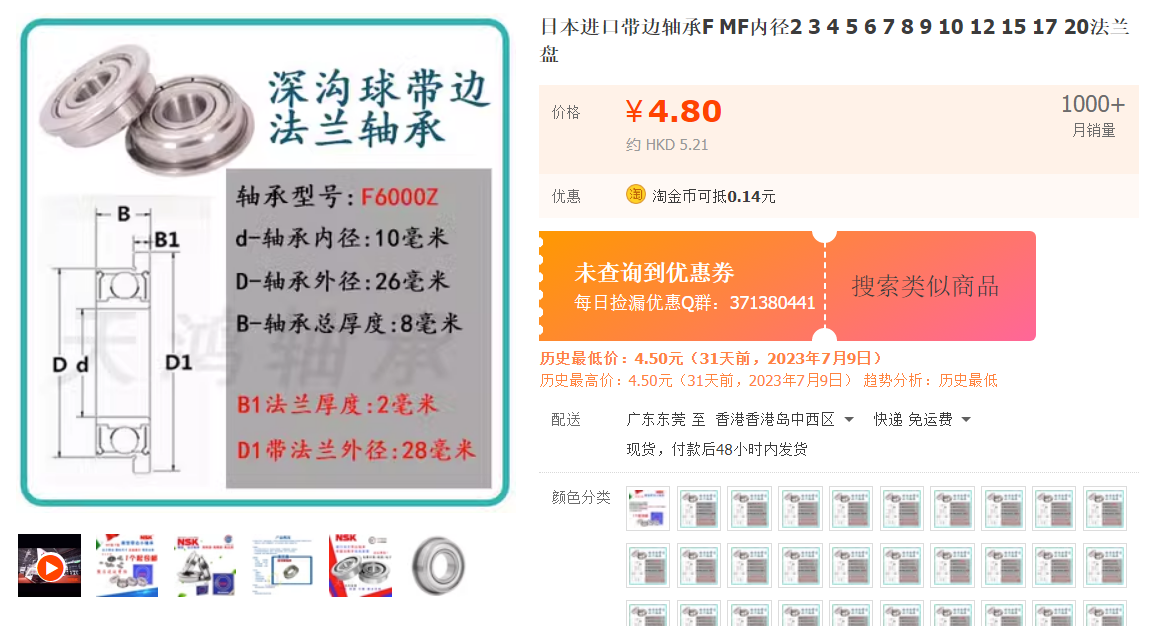 深沟球带边
法兰轴承
轴承型号:F6000Z
d-轴承内径:10毫米
D-轴承外径:26毫米
B-轴承总厚度:8毫米
B1法兰厚度:2毫米
D1带法兰外径:28毫米
B
B1
D
d
D1
天鸿轴承
NSK
NSK
NSK
日本进口带边轴承F MF内径2 3 4 5 6 7 8 9 10 12 15 17 20法兰
盘
价格
¥4.80
约 HKD 5.21
1000+
月销量
优惠
淘
淘金币可抵0.14元
未查询到优惠券
每日捡漏优惠Q群：371380441
搜索类似商品
历史最低价：4.50元（31天前，2023年7月9日）
历史最高价：4.50元（31天前，2023年7月9日） 趋势分析：历史最低
配送
广东东莞 至 香港香港岛中西区
快递 免运费
现货，付款后48小时内发货
颜色分类